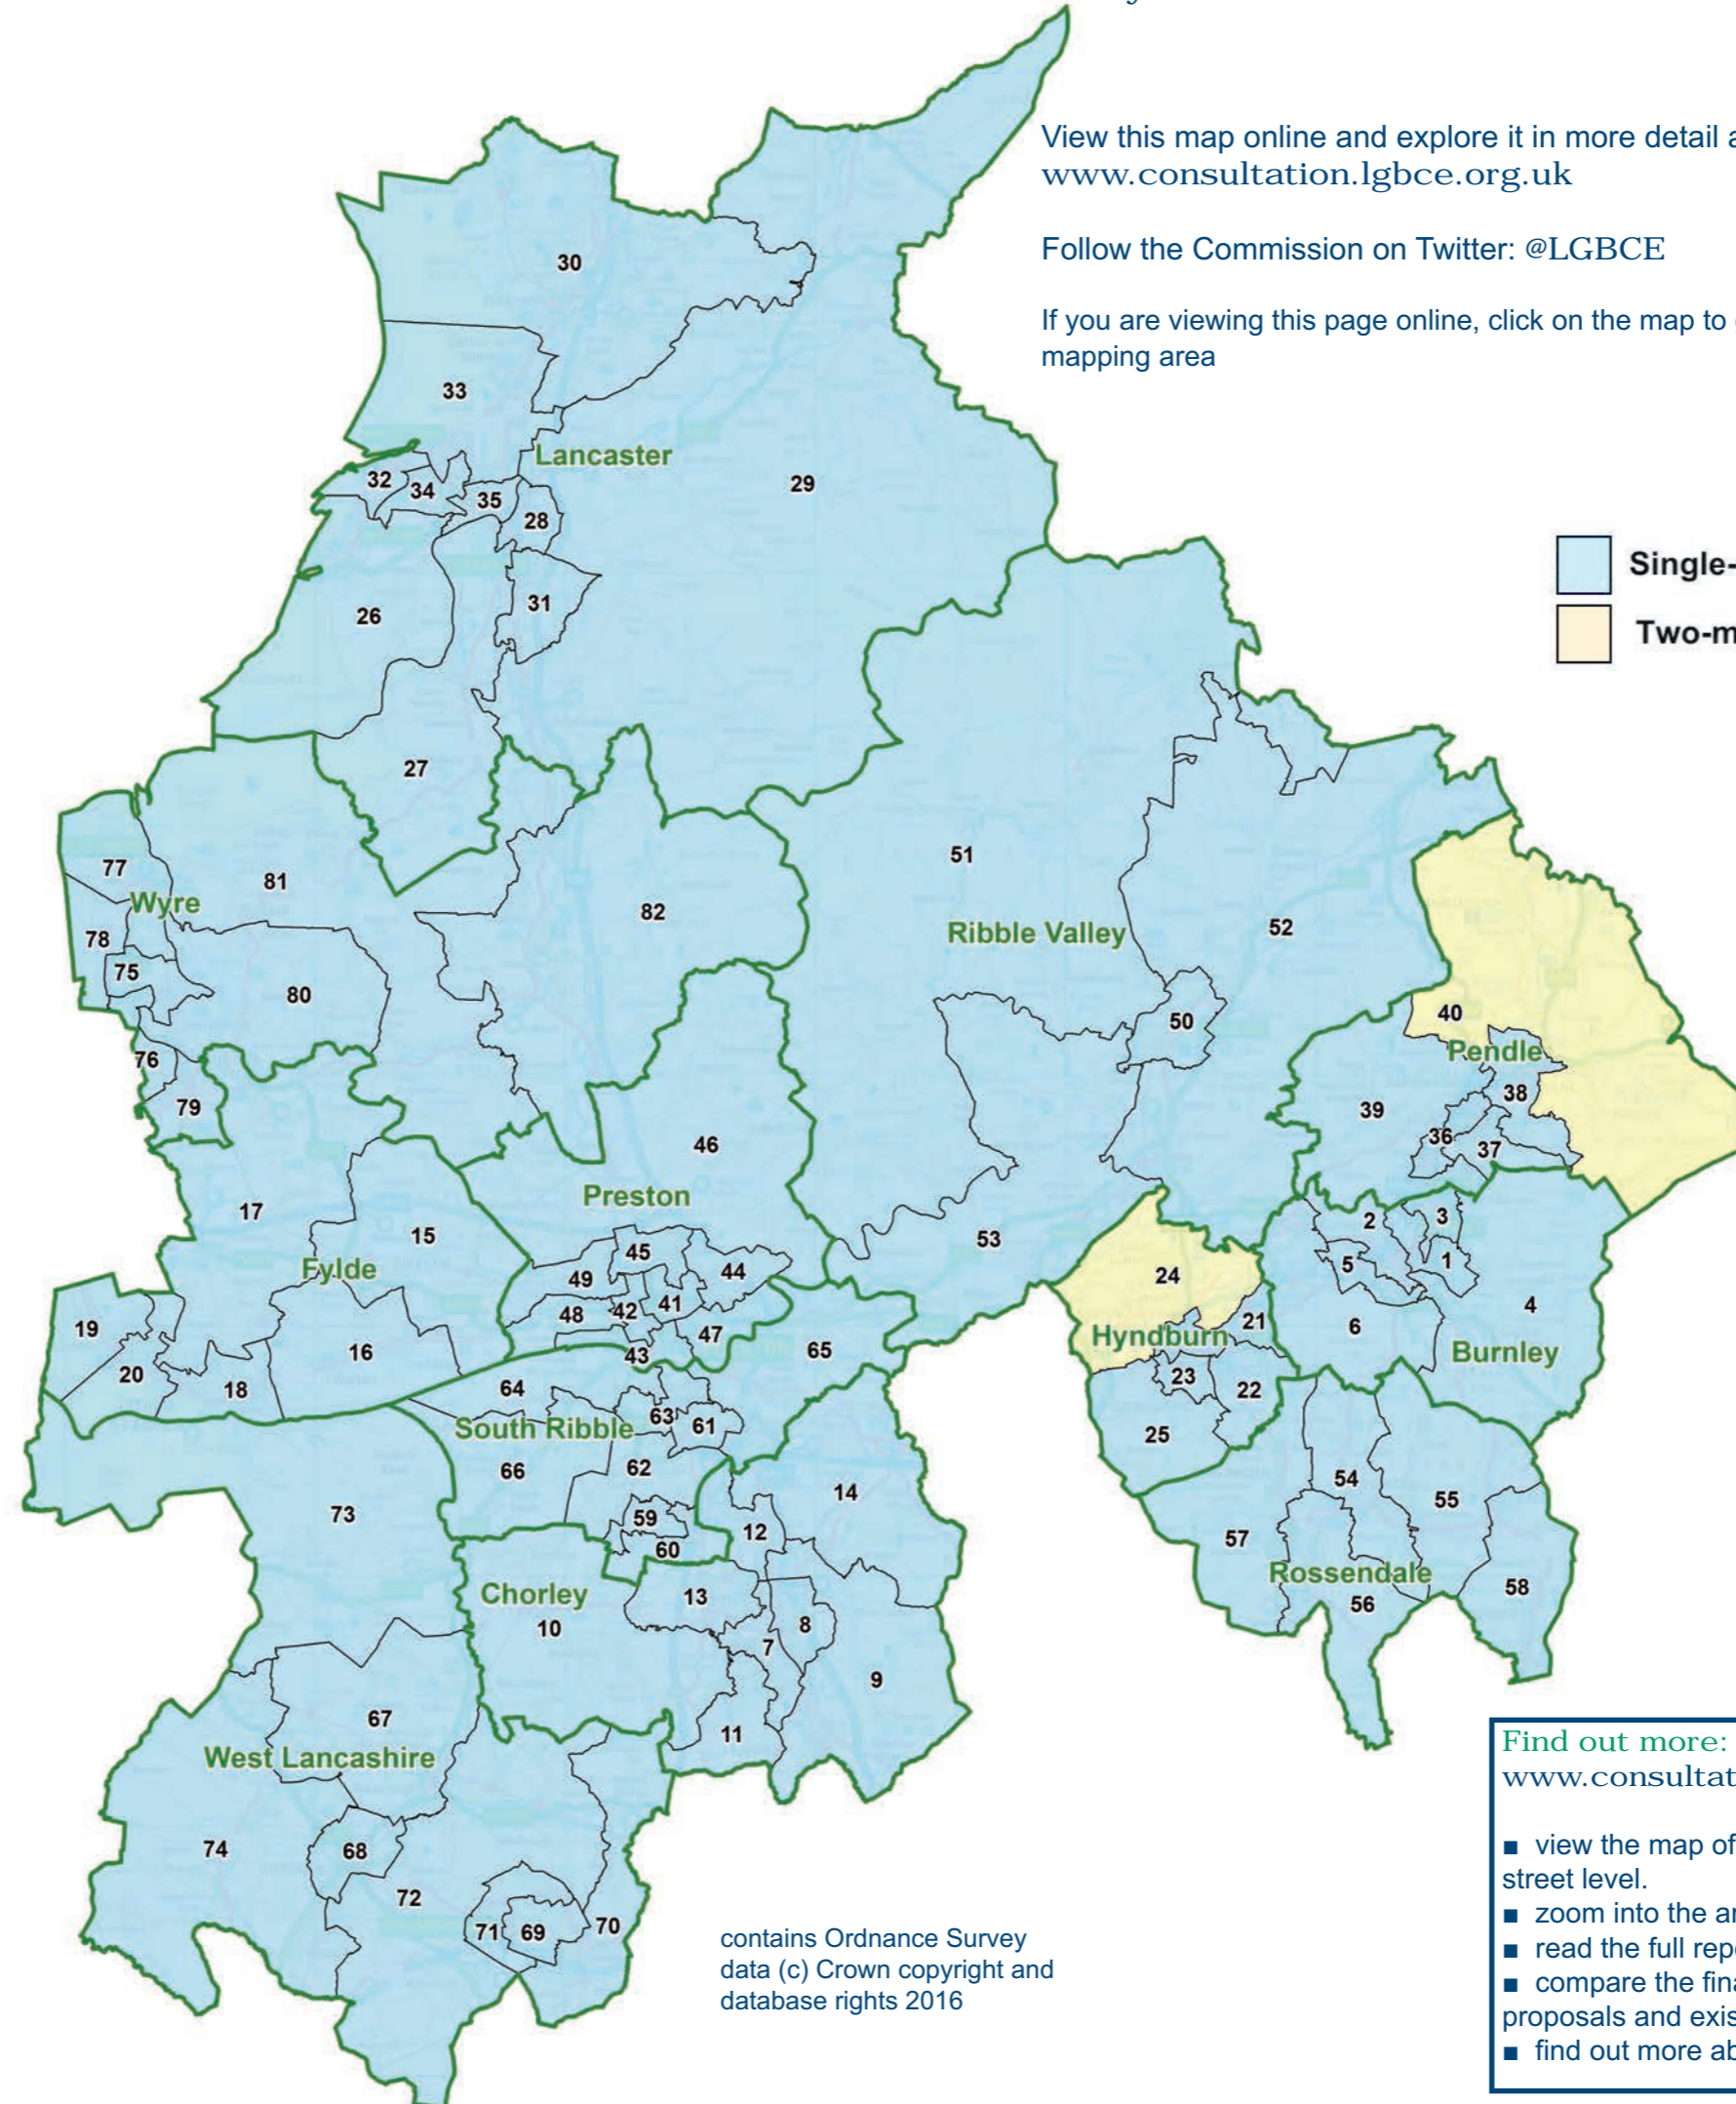 View this map online and explore it in more detail a
www.consultation.lgbce.org.uk
Follow the Commission on Twitter: @LGBCE
If you are viewing this page online, click on the map to
mapping area
30
33
Lancaster
29
32
34
35
28
Single-
31
26
Two-m
27
77
81
51
Wyre
82
52
78
Ribble Valley
75
80
40
50
Pendle
76
38
79
39
36
46
37
Preston
17
2
3
15
53
45
5
1
Fylde
49
44
24
48
42
41
4
19
21
47
6
Hyndburn
16
43
65
Burnley
20
23
18
64
22
63
61
South Ribble
25
66
62
54
14
55
73
59
12
57
60
Rossendale
58
Chorley
13
56
10
8
7
9
67
11
West Lancashire
Find out more:
www.consultat
74
68
■ view the map of
street level.
72
71
69
70
■ zoom into the a
contains Ordnance Survey
data (c) Crown copyright and
database rights 2016
■ read the full rep
■ compare the fina
proposals and exis
■ find out more ab